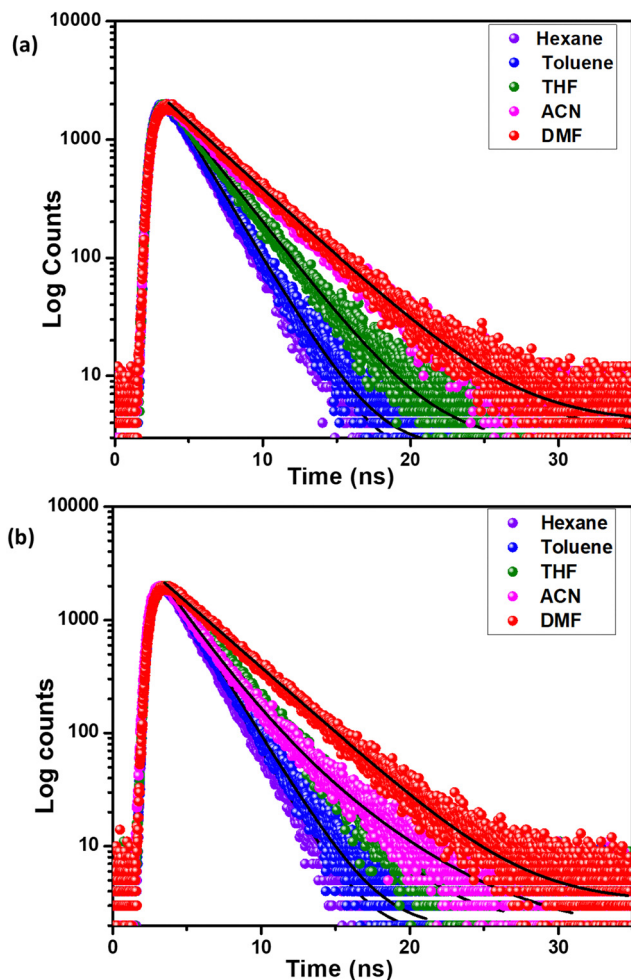 (a)
10000
1000
100
10
Log Counts
Hexane
Toluene
THF
ACN
DMF
0 10 20 30
Time (ns)
(b)
10000
1000
100
10
Log counts
Hexane
Toluene
THF
ACN
DMF
0 10 20 30
Time (ns)